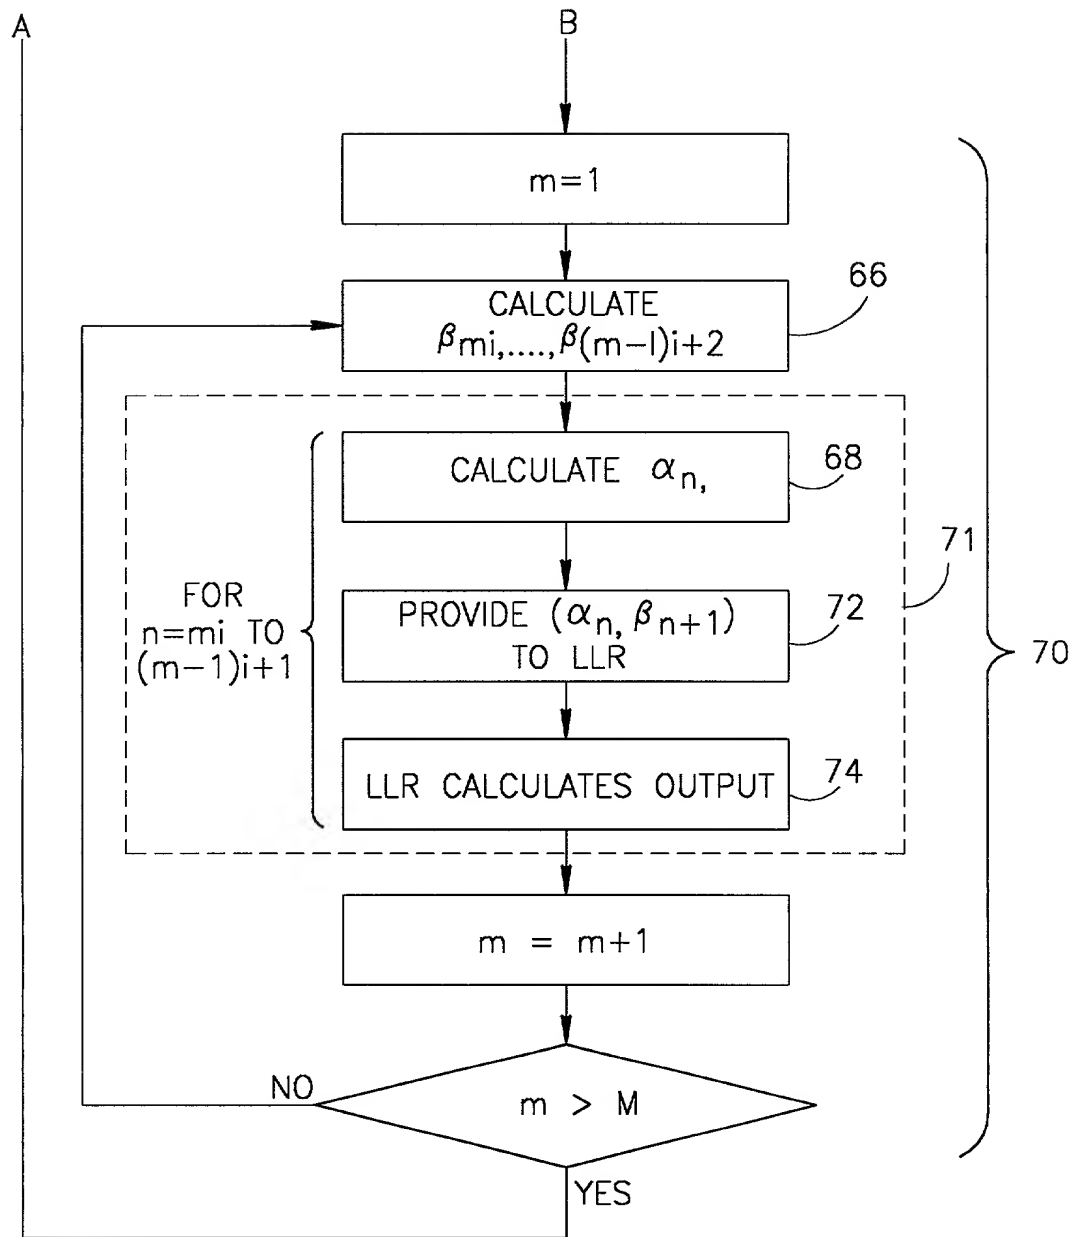 A
B
m=1
66
CALCULATE
βmi,....,β(m-1)i+2
68
CALCULATE αn,
71
FOR
n=mi TO
(m-1)i+1
72
PROVIDE (αn, βn+1)
TO LLR
70
74
LLR CALCULATES OUTPUT
m = m+1
NO
m > M
YES